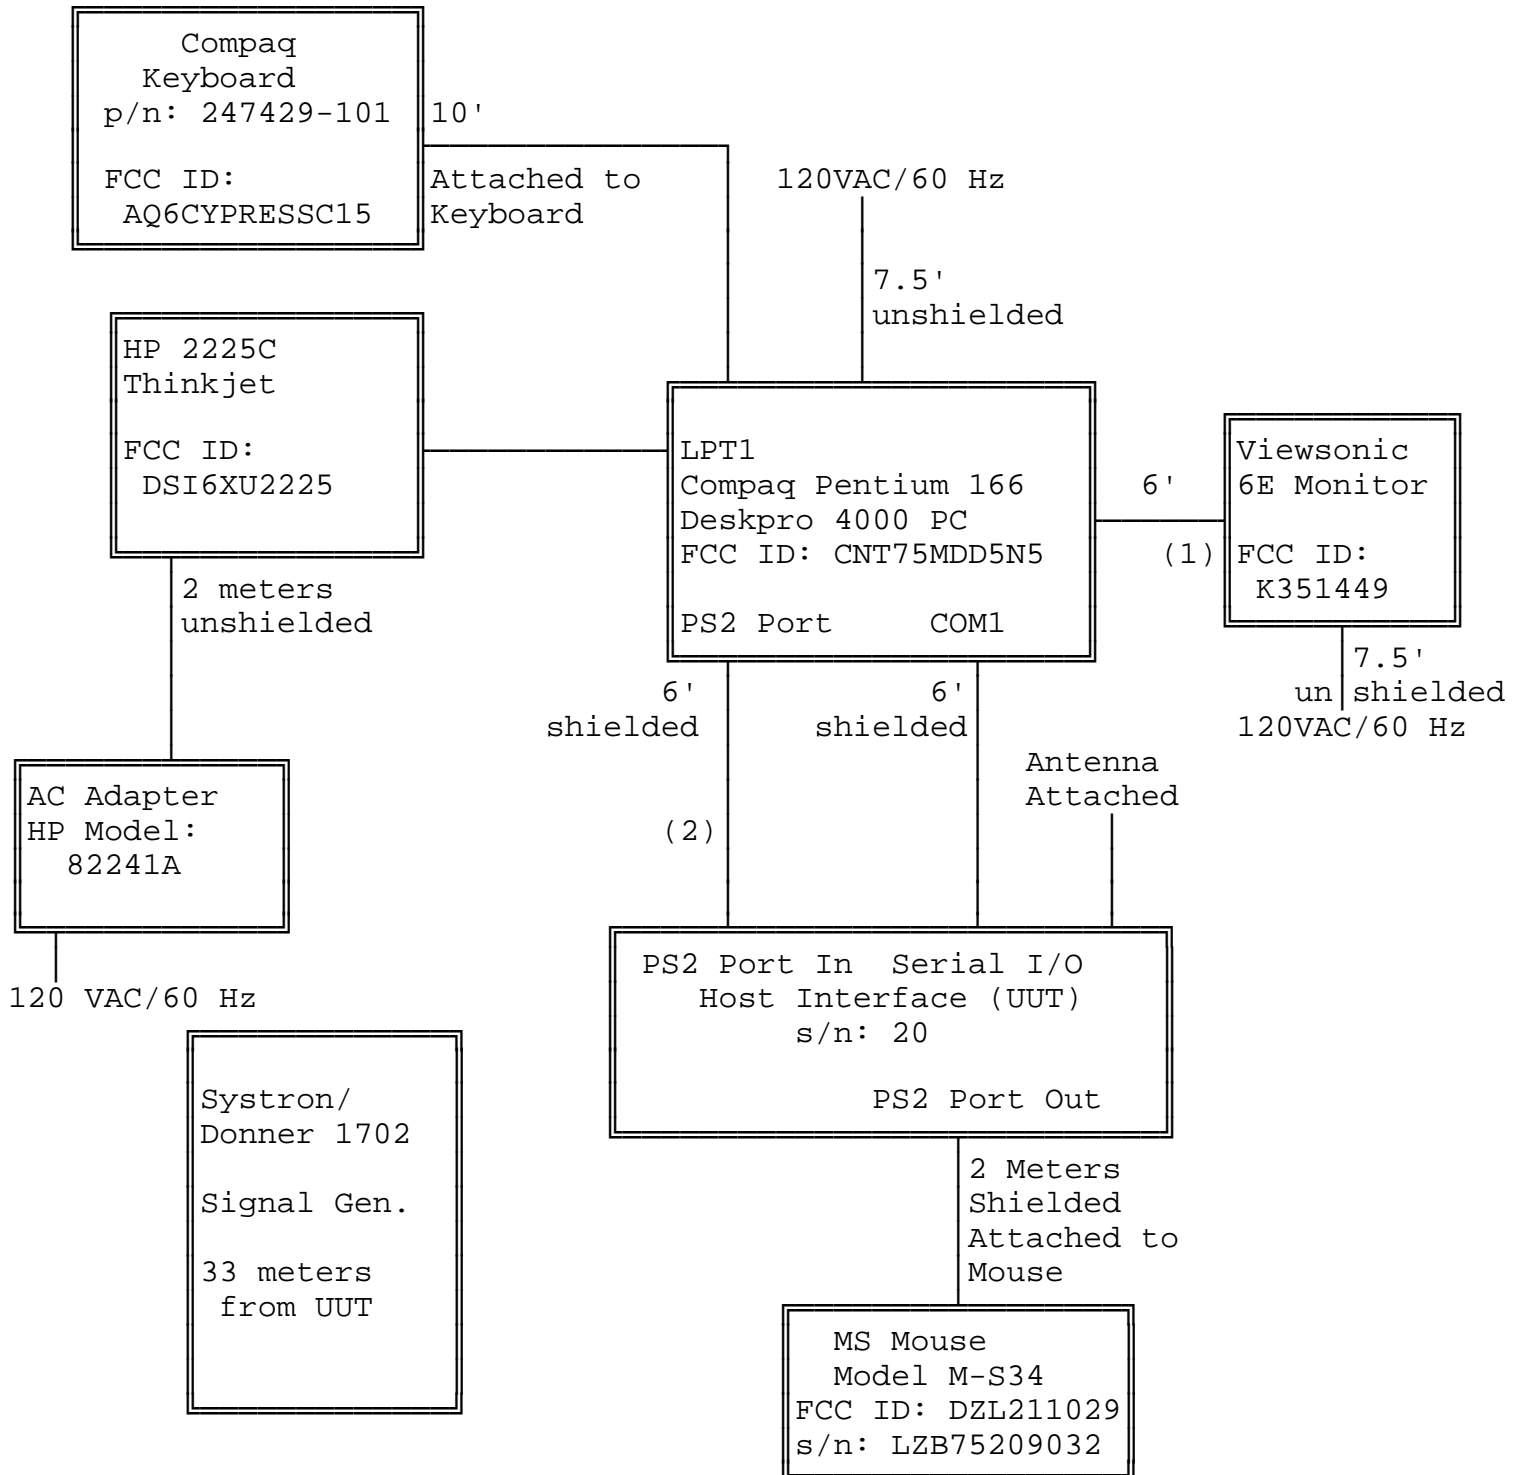 Compaq
Keyboard
p/n: 247429-101
FCC ID:
AQ6CYPRESSC15
10'
Attached to
Keyboard
120VAC/60 Hz
7.5'
unshielded
HP 2225C
Thinkjet
FCC ID:
DSI6XU2225
LPT1
Compaq Pentium 166
Deskpro 4000 PC
FCC ID: CNT75MDD5N5
PS2 Port COM1
6'
(1)
Viewsonic
6E Monitor
FCC ID:
K351449
2 meters
unshielded
7.5'
un shielded
120VAC/60 Hz
6'
shielded
6'
shielded
Antenna
Attached
AC Adapter
HP Model:
82241A
(2)
120 VAC/60 Hz
PS2 Port In Serial I/O
Host Interface (UUT)
s/n: 20
PS2 Port Out
Systron/
Donner 1702
Signal Gen.
33 meters
from UUT
2 Meters
Shielded
Attached to
Mouse
MS Mouse
Model M-S34
FCC ID: DZL211029
s/n: LZB75209032